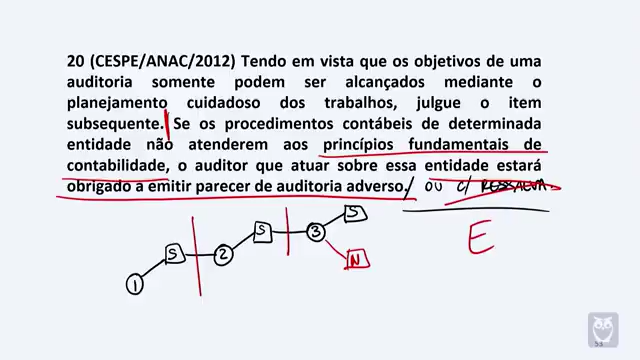 20 (CESPE/ANAC/2012) Tendo em vista que os objetivos de uma
auditoria somente podem ser alcançados mediante o
planejamento cuidadoso dos trabalhos, julgue o item
subsequente. Se os procedimentos contábeis de determinada
entidade não atenderem aos princípios fundamentais de
contabilidade, o auditor que atuar sobre essa entidade estará
obrigado a emitir parecer de auditoria adverso. / OU C/ RESSALVA
E
1 S 2 S 3 S
N
53